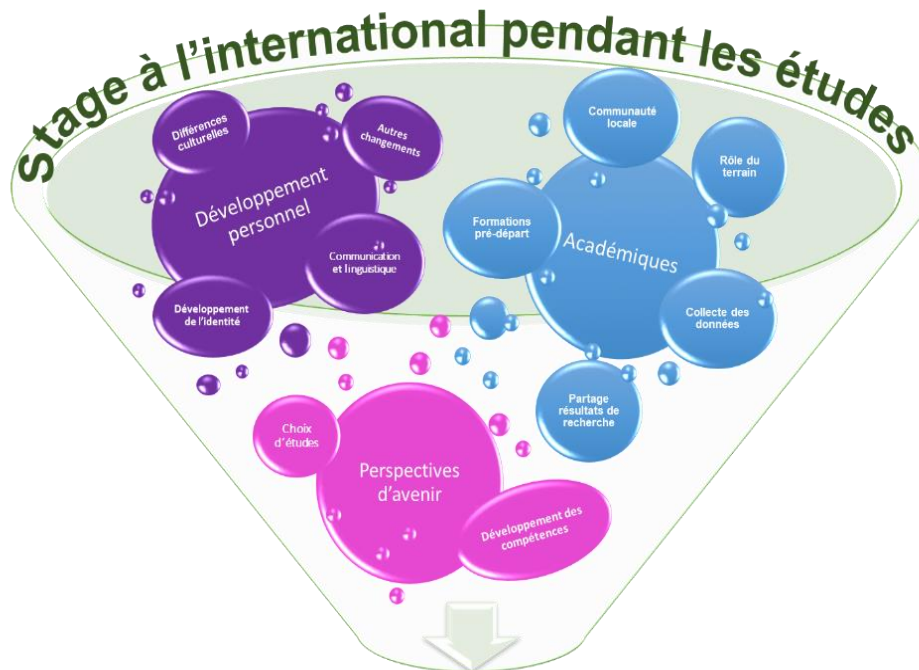 Stage à l'international pendant les études
Différences
culturelles
Autres
changements
Développement
personnel
Communication
et linguistique
Développement
de l'identité
Communauté
locale
Rôle du
terrain
Formations
pré-départ
Académiques
Collecte des
données
Partage
résultats de
recherche
Choix
d'études
Perspectives
d'avenir
Développement des
compétences